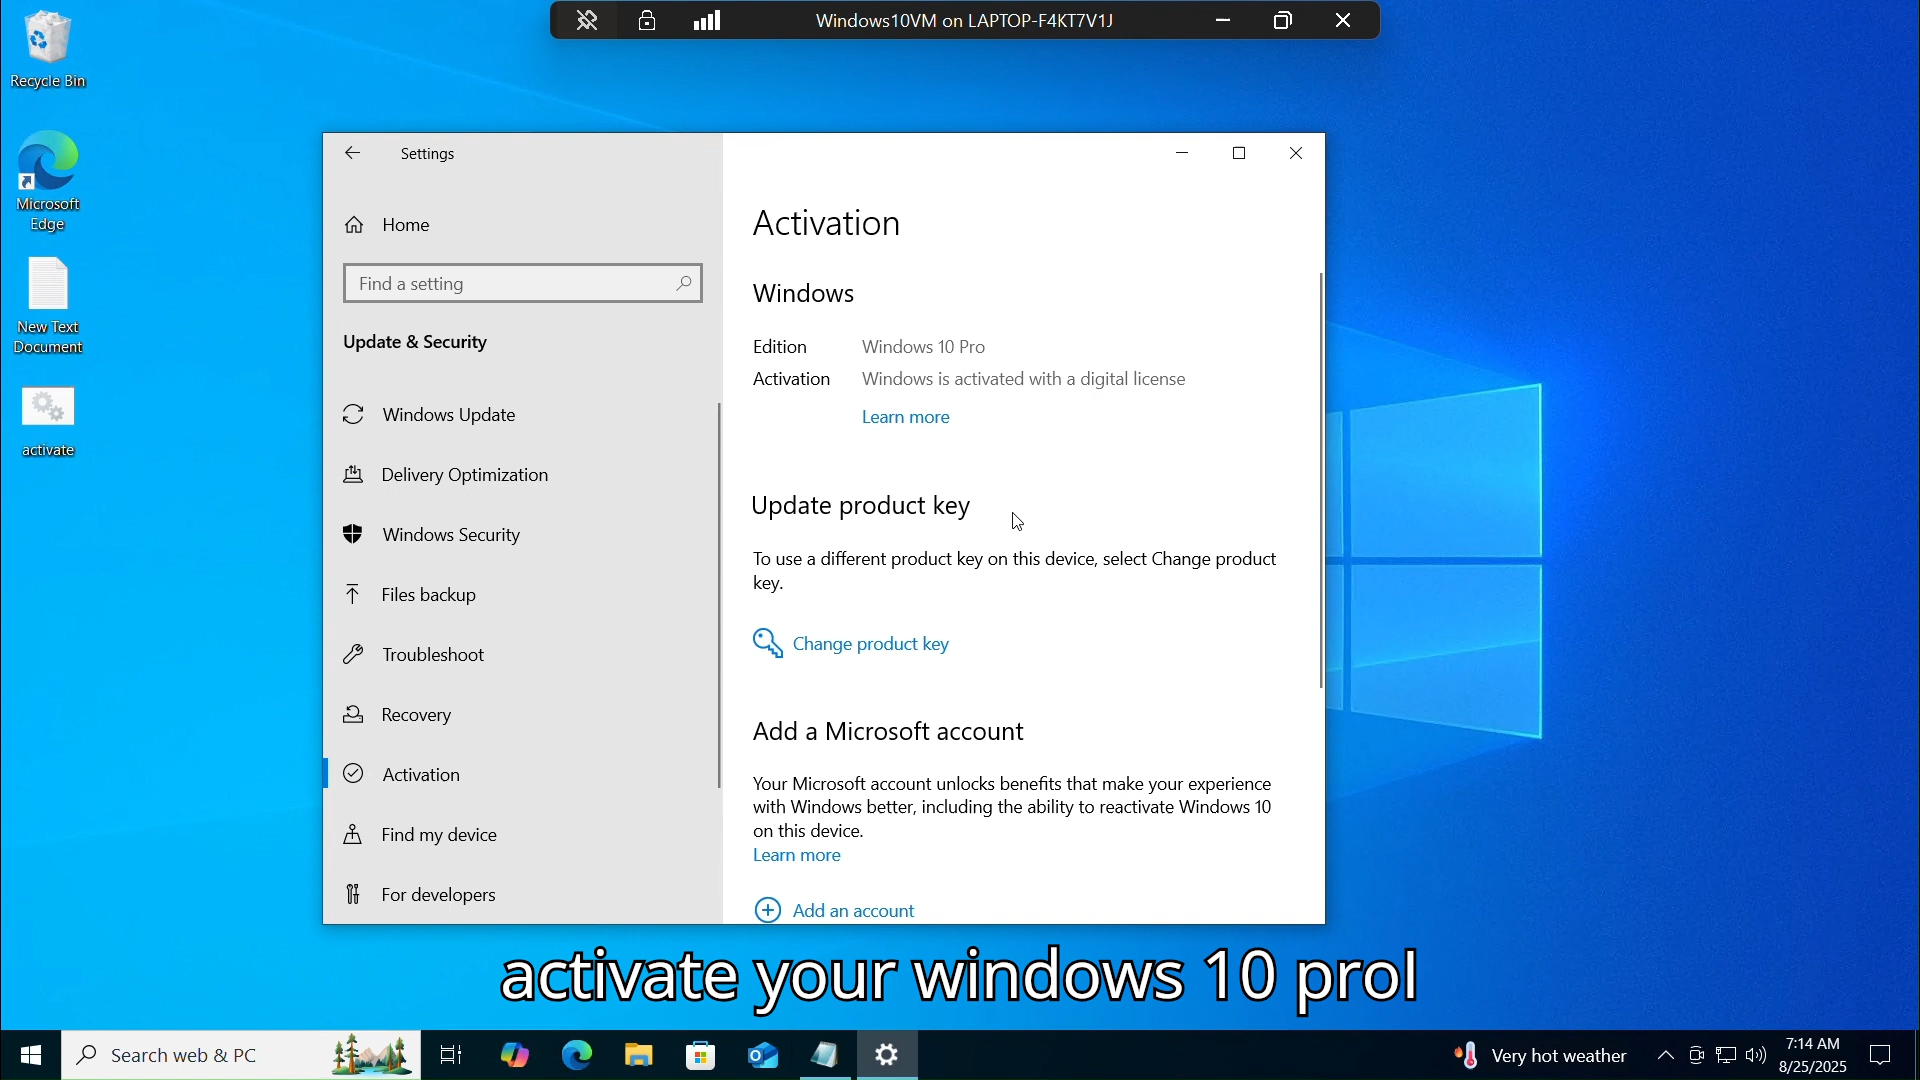 Windows10VM on LAPTOP-F4KT7V1J
Recycle Bin
Microsoft
Edge
New Text
Document
activate
Settings
Home
Find a setting
Update & Security
Windows Update
Delivery Optimization
Windows Security
Files backup
Troubleshoot
Recovery
Activation
Find my device
For developers
Activation
Windows
Edition Windows 10 Pro
Activation Windows is activated with a digital license
Learn more
Update product key
To use a different product key on this device, select Change product
key.
Change product key
Add a Microsoft account
Your Microsoft account unlocks benefits that make your experience
with Windows better, including the ability to reactivate Windows 10
on this device.
Learn more
Add an account
activate your windows 10 prol
Search web & PC
Very hot weather
7:14 AM
8/25/2025